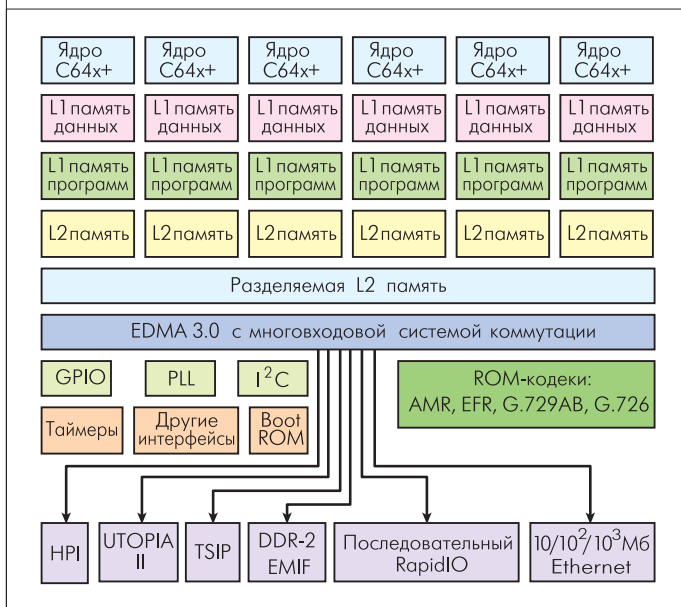 Ядро Ядро Ядро Ядро Ядро Ядро
C64x+ C64x+ C64x+ C64x+ C64x+ C64x+
L1 память L1 память L1 память L1 память L1 память L1 память
данных данных данных данных данных данных
L1 память L1 память L1 память L1 память L1 память L1 память
программ программ программ программ программ программ
L2 память L2 память L2 память L2 память L2 память L2 память
Разделяемая L2 память
EDMA 3.0 с многовходовой системой коммутации
GPIO PLL I²C
ROM-кодеки:
AMR, EFR, G.729AB, G.726
Таймеры
Другие
интерфейсы
Boot
ROM
HPI
UTOPIA
II
TSIP
DDR-2
EMIF
Последовательный
RapidIO
10/10²/10³Мб
Ethernet